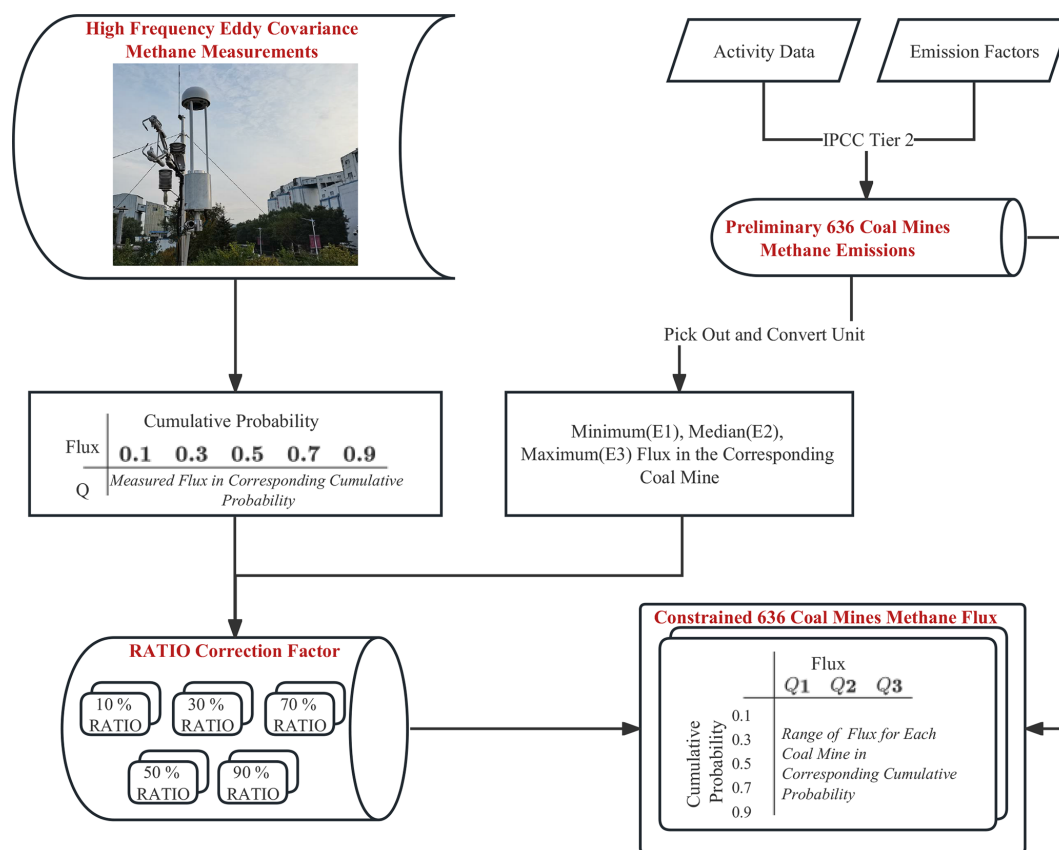 High Frequency Eddy Covariance
Methane Measurements
Activity Data
Emission Factors
IPCC Tier 2
Preliminary 636 Coal Mines
Methane Emissions
Pick Out and Convert Unit
Cumulative Probability
Flux
0.1 0.3 0.5 0.7 0.9
Q
Measured Flux in Corresponding Cumulative
Probability
Minimum(E1), Median(E2),
Maximum(E3) Flux in the Corresponding
Coal Mine
RATIO Correction Factor
10 %
RATIO
30 %
RATIO
70 %
RATIO
50 %
RATIO
90 %
RATIO
Constrained 636 Coal Mines Methane Flux
Flux
Q1 Q2 Q3
Cumulative
Probability
0.1
0.3
0.5
0.7
0.9
Range of Flux for Each
Coal Mine in
Corresponding Cumulative
Probability